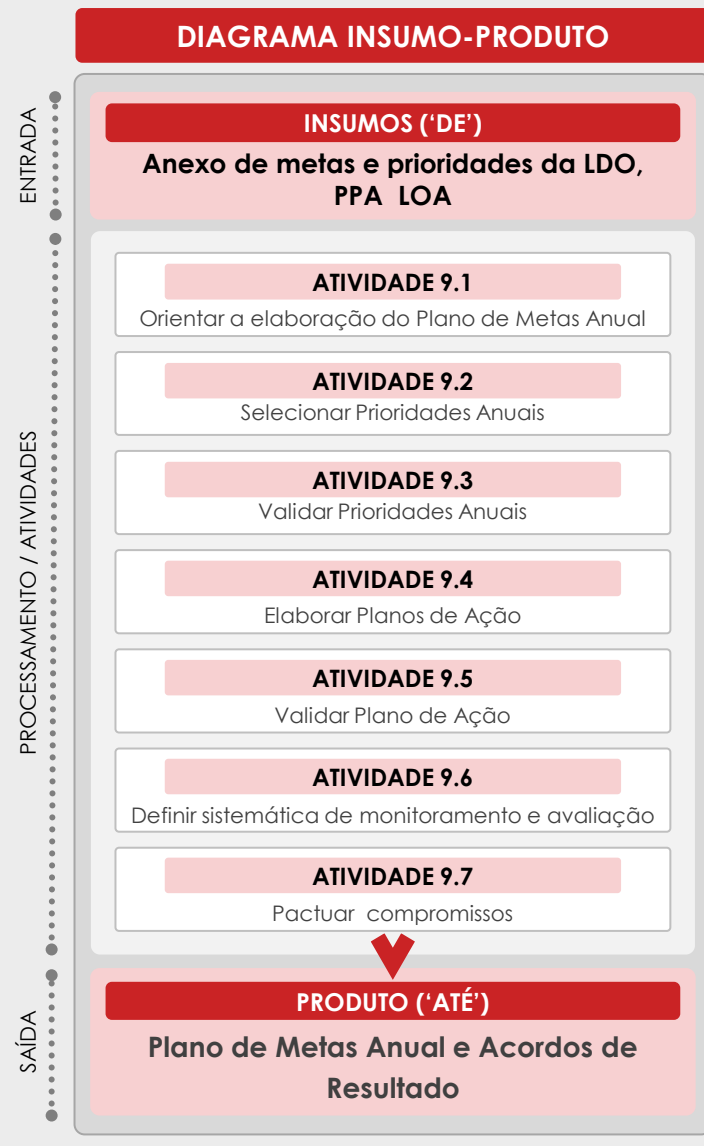 DIAGRAMA INSUMO-PRODUTO
ENTRADA
INSUMOS (‘DE’)
Anexo de metas e prioridades da LDO,
PPA LOA
PROCESSAMENTO / ATIVIDADES
ATIVIDADE 9.1
Orientar a elaboração do Plano de Metas Anual
ATIVIDADE 9.2
Selecionar Prioridades Anuais
ATIVIDADE 9.3
Validar Prioridades Anuais
ATIVIDADE 9.4
Elaborar Planos de Ação
ATIVIDADE 9.5
Validar Plano de Ação
ATIVIDADE 9.6
Definir sistemática de monitoramento e avaliação
ATIVIDADE 9.7
Pactuar compromissos
SAÍDA
PRODUTO (‘ATÉ’)
Plano de Metas Anual e Acordos de
Resultado